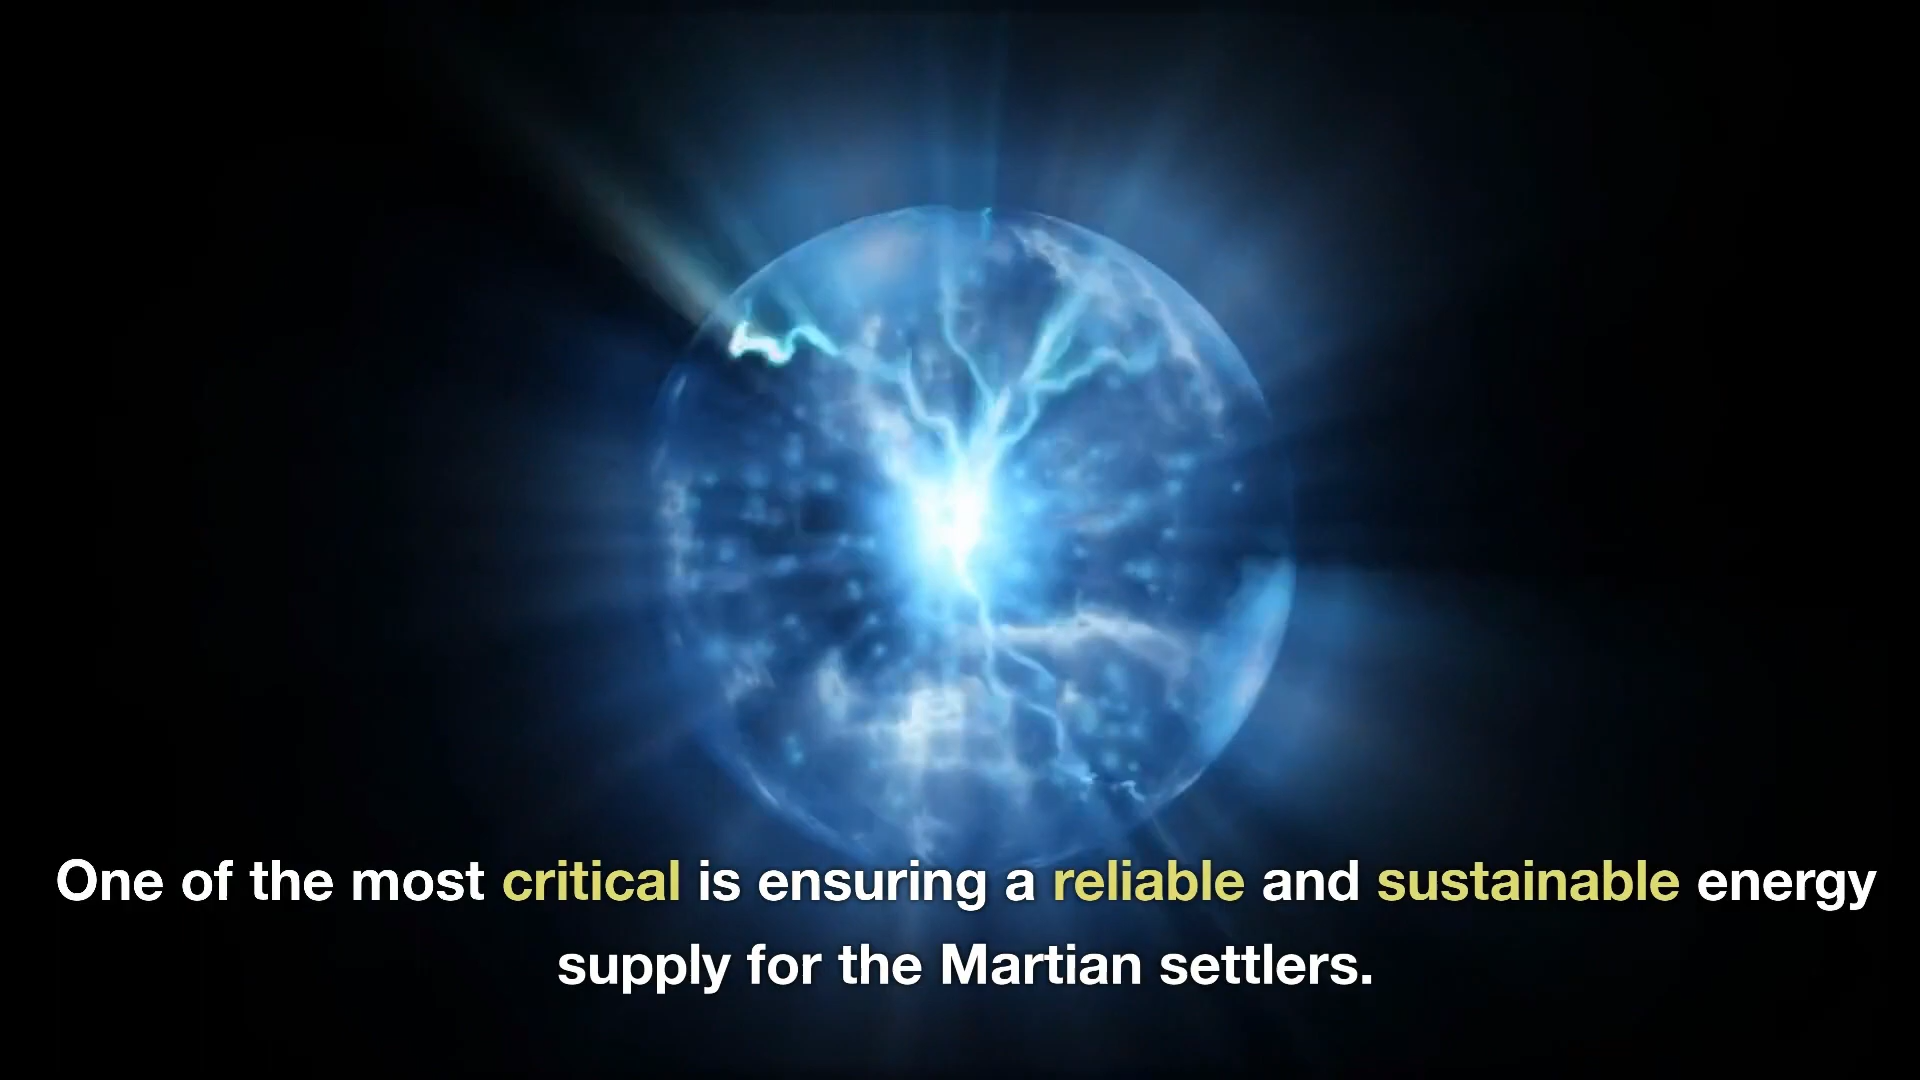 One of the most critical is ensuring a reliable and sustainable energy
supply for the Martian settlers.